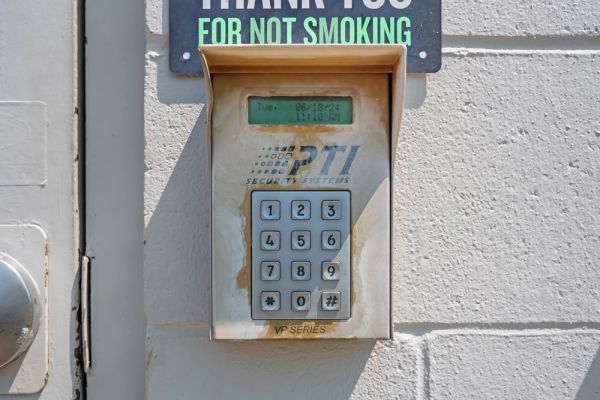 THANK YOU
FOR NOT SMOKING
Tue. 06/18/24
11:10 AM
PTI
SECURITY SYSTEMS
1 2 3
4 5 6
7 8 9
* 0 #
VP SERIES